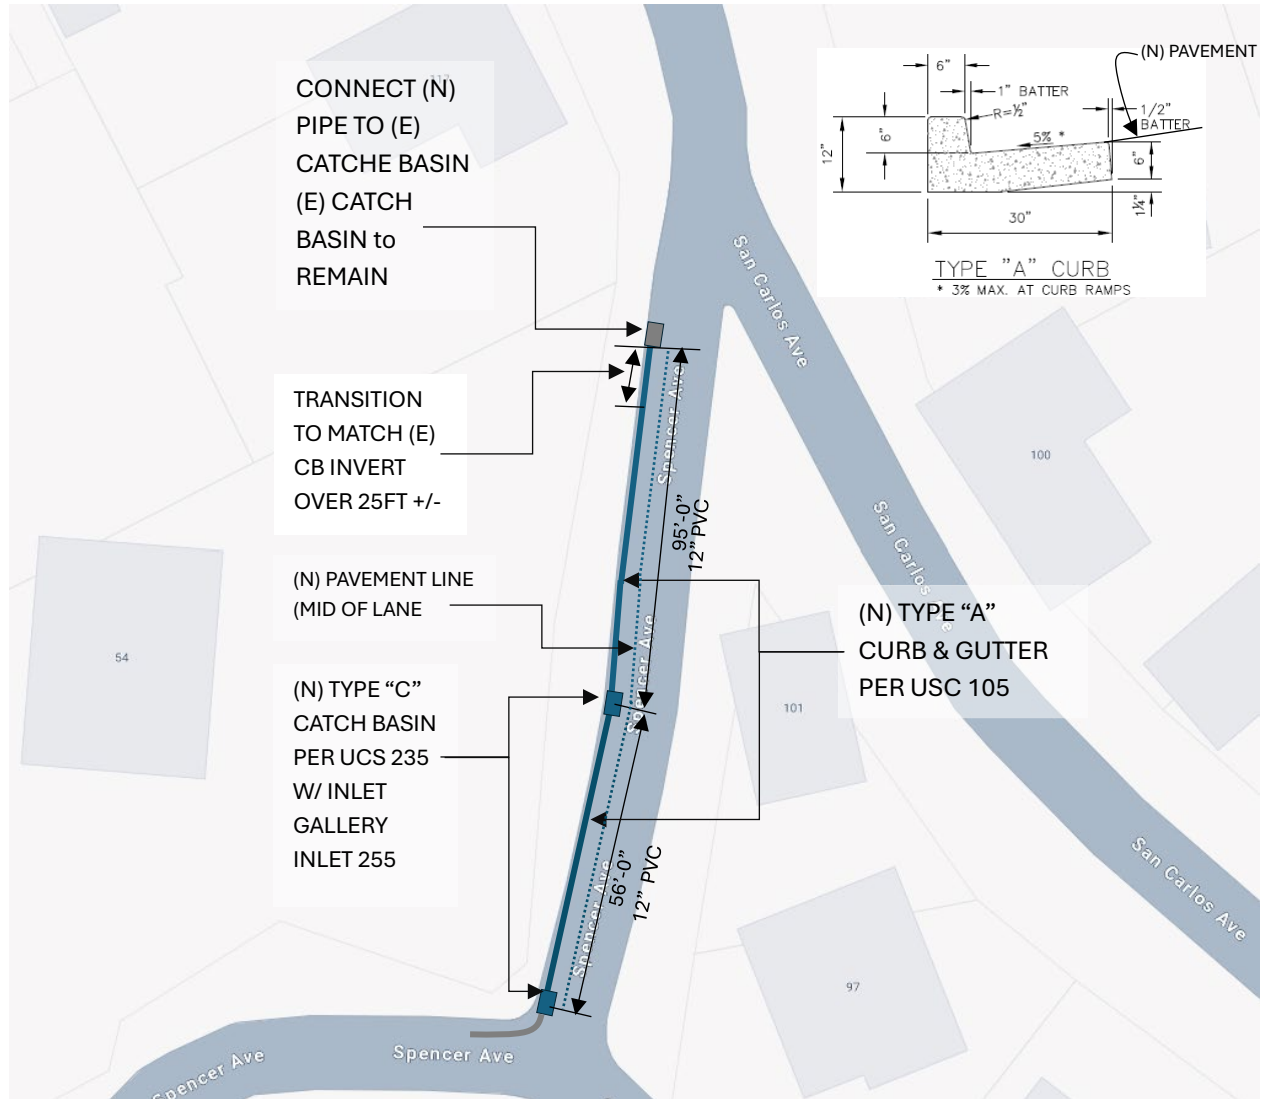 117
CONNECT (N)
PIPE TO (E)
CATCHE BASIN
(E) CATCH
BASIN to
REMAIN
(N) PAVEMENT
6"
1" BATTER
R=½"
1/2"
BATTER
5% *
6"
12"
6"
1¼"
30"
TYPE "A" CURB
* 3% MAX. AT CURB RAMPS
San Carlos Ave
TRANSITION
TO MATCH (E)
CB INVERT
OVER 25FT +/-
Spencer Ave
95’-0”
12” PVC
100
San Carlos Ave
(N) PAVEMENT LINE
(MID OF LANE
54
(N) TYPE “A”
CURB & GUTTER
PER USC 105
Spencer Ave
101
(N) TYPE “C”
CATCH BASIN
PER UCS 235
W/ INLET
GALLERY
INLET 255
56’-0”
12” PVC
Spencer Ave
San Carlos Ave
97
Spencer Ave
Spencer Ave